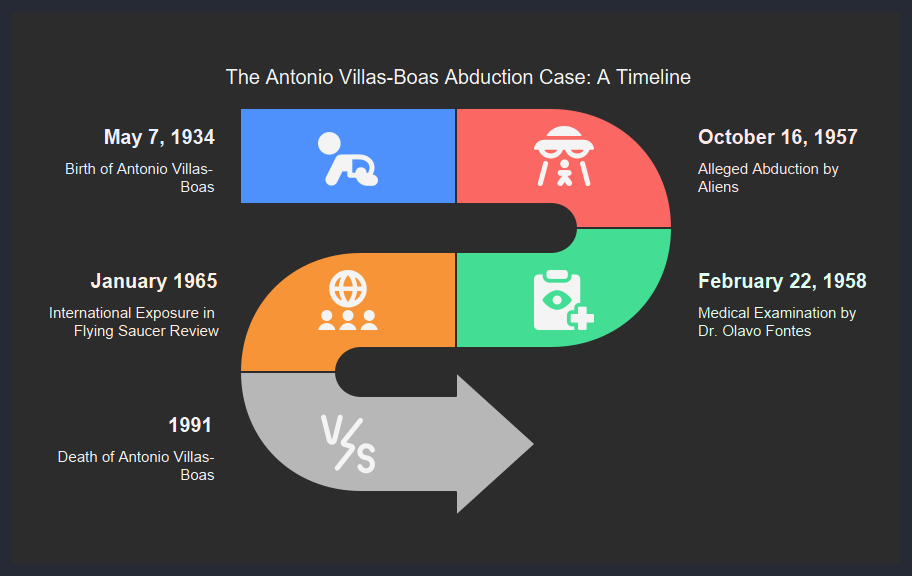 The Antonio Villas-Boas Abduction Case: A Timeline
May 7, 1934
Birth of Antonio Villas-
Boas
October 16, 1957
Alleged Abduction by
Aliens
February 22, 1958
Medical Examination by
Dr. Olavo Fontes
January 1965
International Exposure in
Flying Saucer Review
1991
Death of Antonio Villas-
Boas
V/S